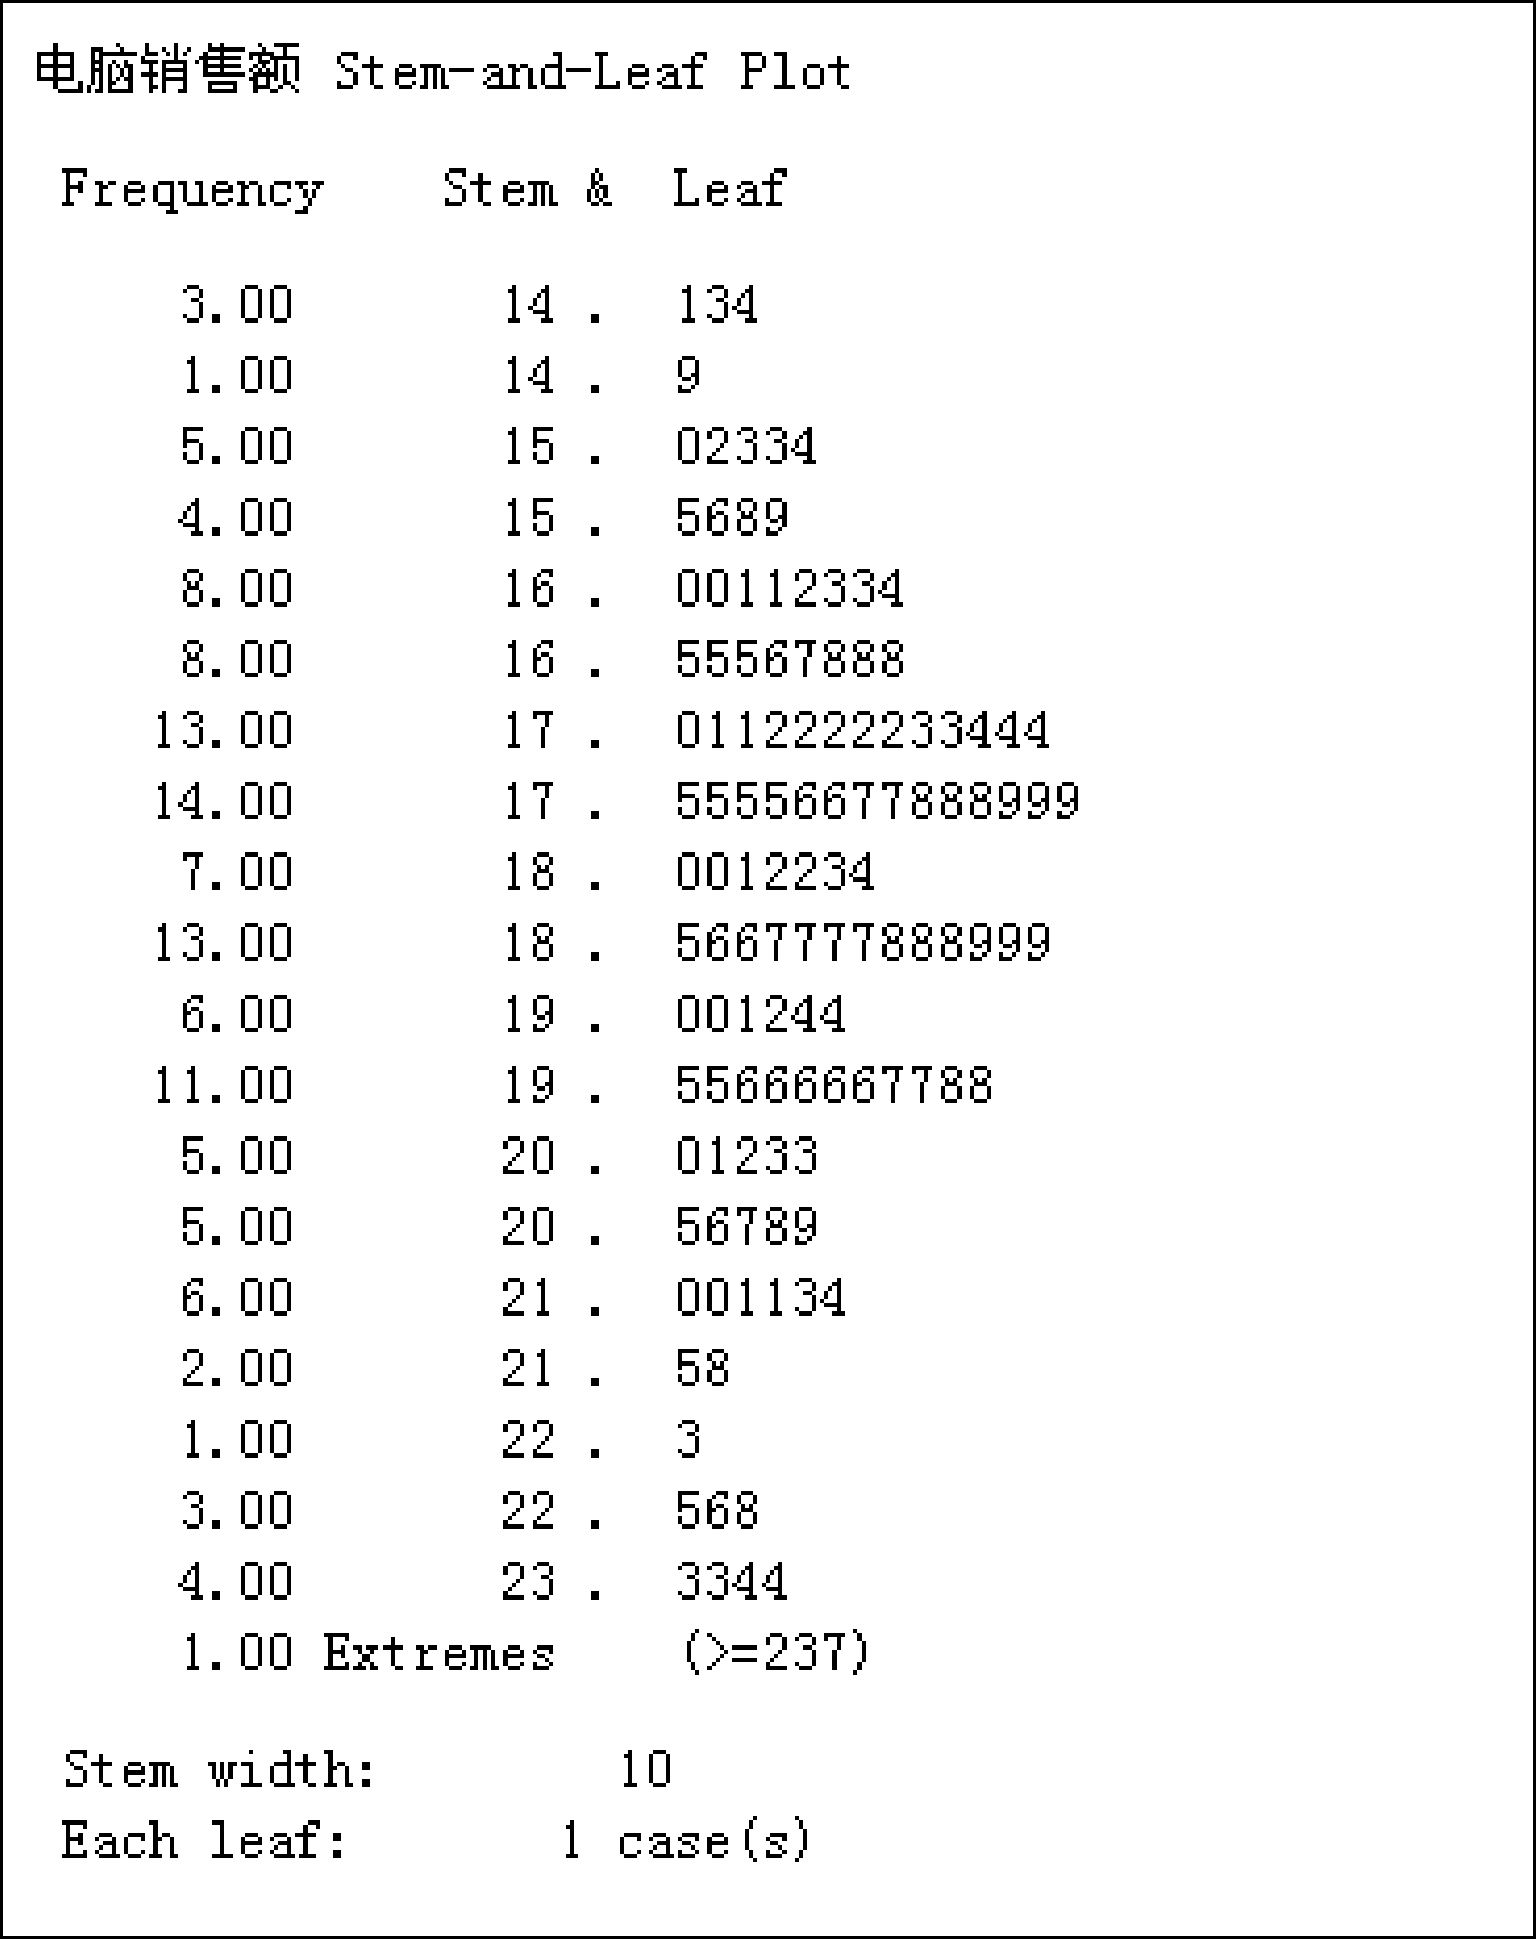 电脑销售额 Stem-and-Leaf Plot
Frequency Stem & Leaf
3.00 14 . 134
1.00 14 . 9
5.00 15 . 02334
4.00 15 . 5689
8.00 16 . 00112334
8.00 16 . 55567888
13.00 17 . 0112222233444
14.00 17 . 55556677888999
7.00 18 . 0012234
13.00 18 . 5667777888999
6.00 19 . 001244
11.00 19 . 55666667788
5.00 20 . 01233
5.00 20 . 56789
6.00 21 . 001134
2.00 21 . 58
1.00 22 . 3
3.00 22 . 568
4.00 23 . 3344
1.00 Extremes (>=237)
Stem width: 10
Each leaf: 1 case(s)